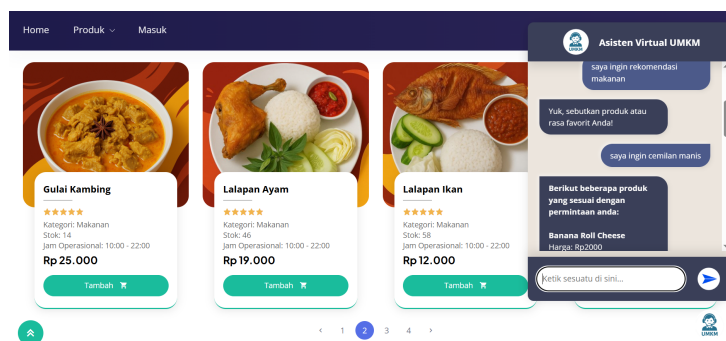 Home
Produk
Masuk
Gulai Kambing
Kategori: Makanan
Stok: 14
Jam Operasional: 10:00 - 22:00
Rp 25.000
Tambah
Lalapan Ayam
Kategori: Makanan
Stok: 46
Jam Operasional: 10:00 - 22:00
Rp 19.000
Tambah
Lalapan Ikan
Kategori: Makanan
Stok: 58
Jam Operasional: 10:00 - 22:00
Rp 12.000
Tambah
1 2 3 4
UMKM
Asisten Virtual UMKM
saya ingin rekomendasi
makanan
Yuk, sebutkan produk atau
rasa favorit Anda!
saya ingin cemilan manis
Berikut beberapa produk
yang sesuai dengan
permintaan anda:
Banana Roll Cheese
Harga: Rp2000
Ketik sesuatu di sini...
UMKM